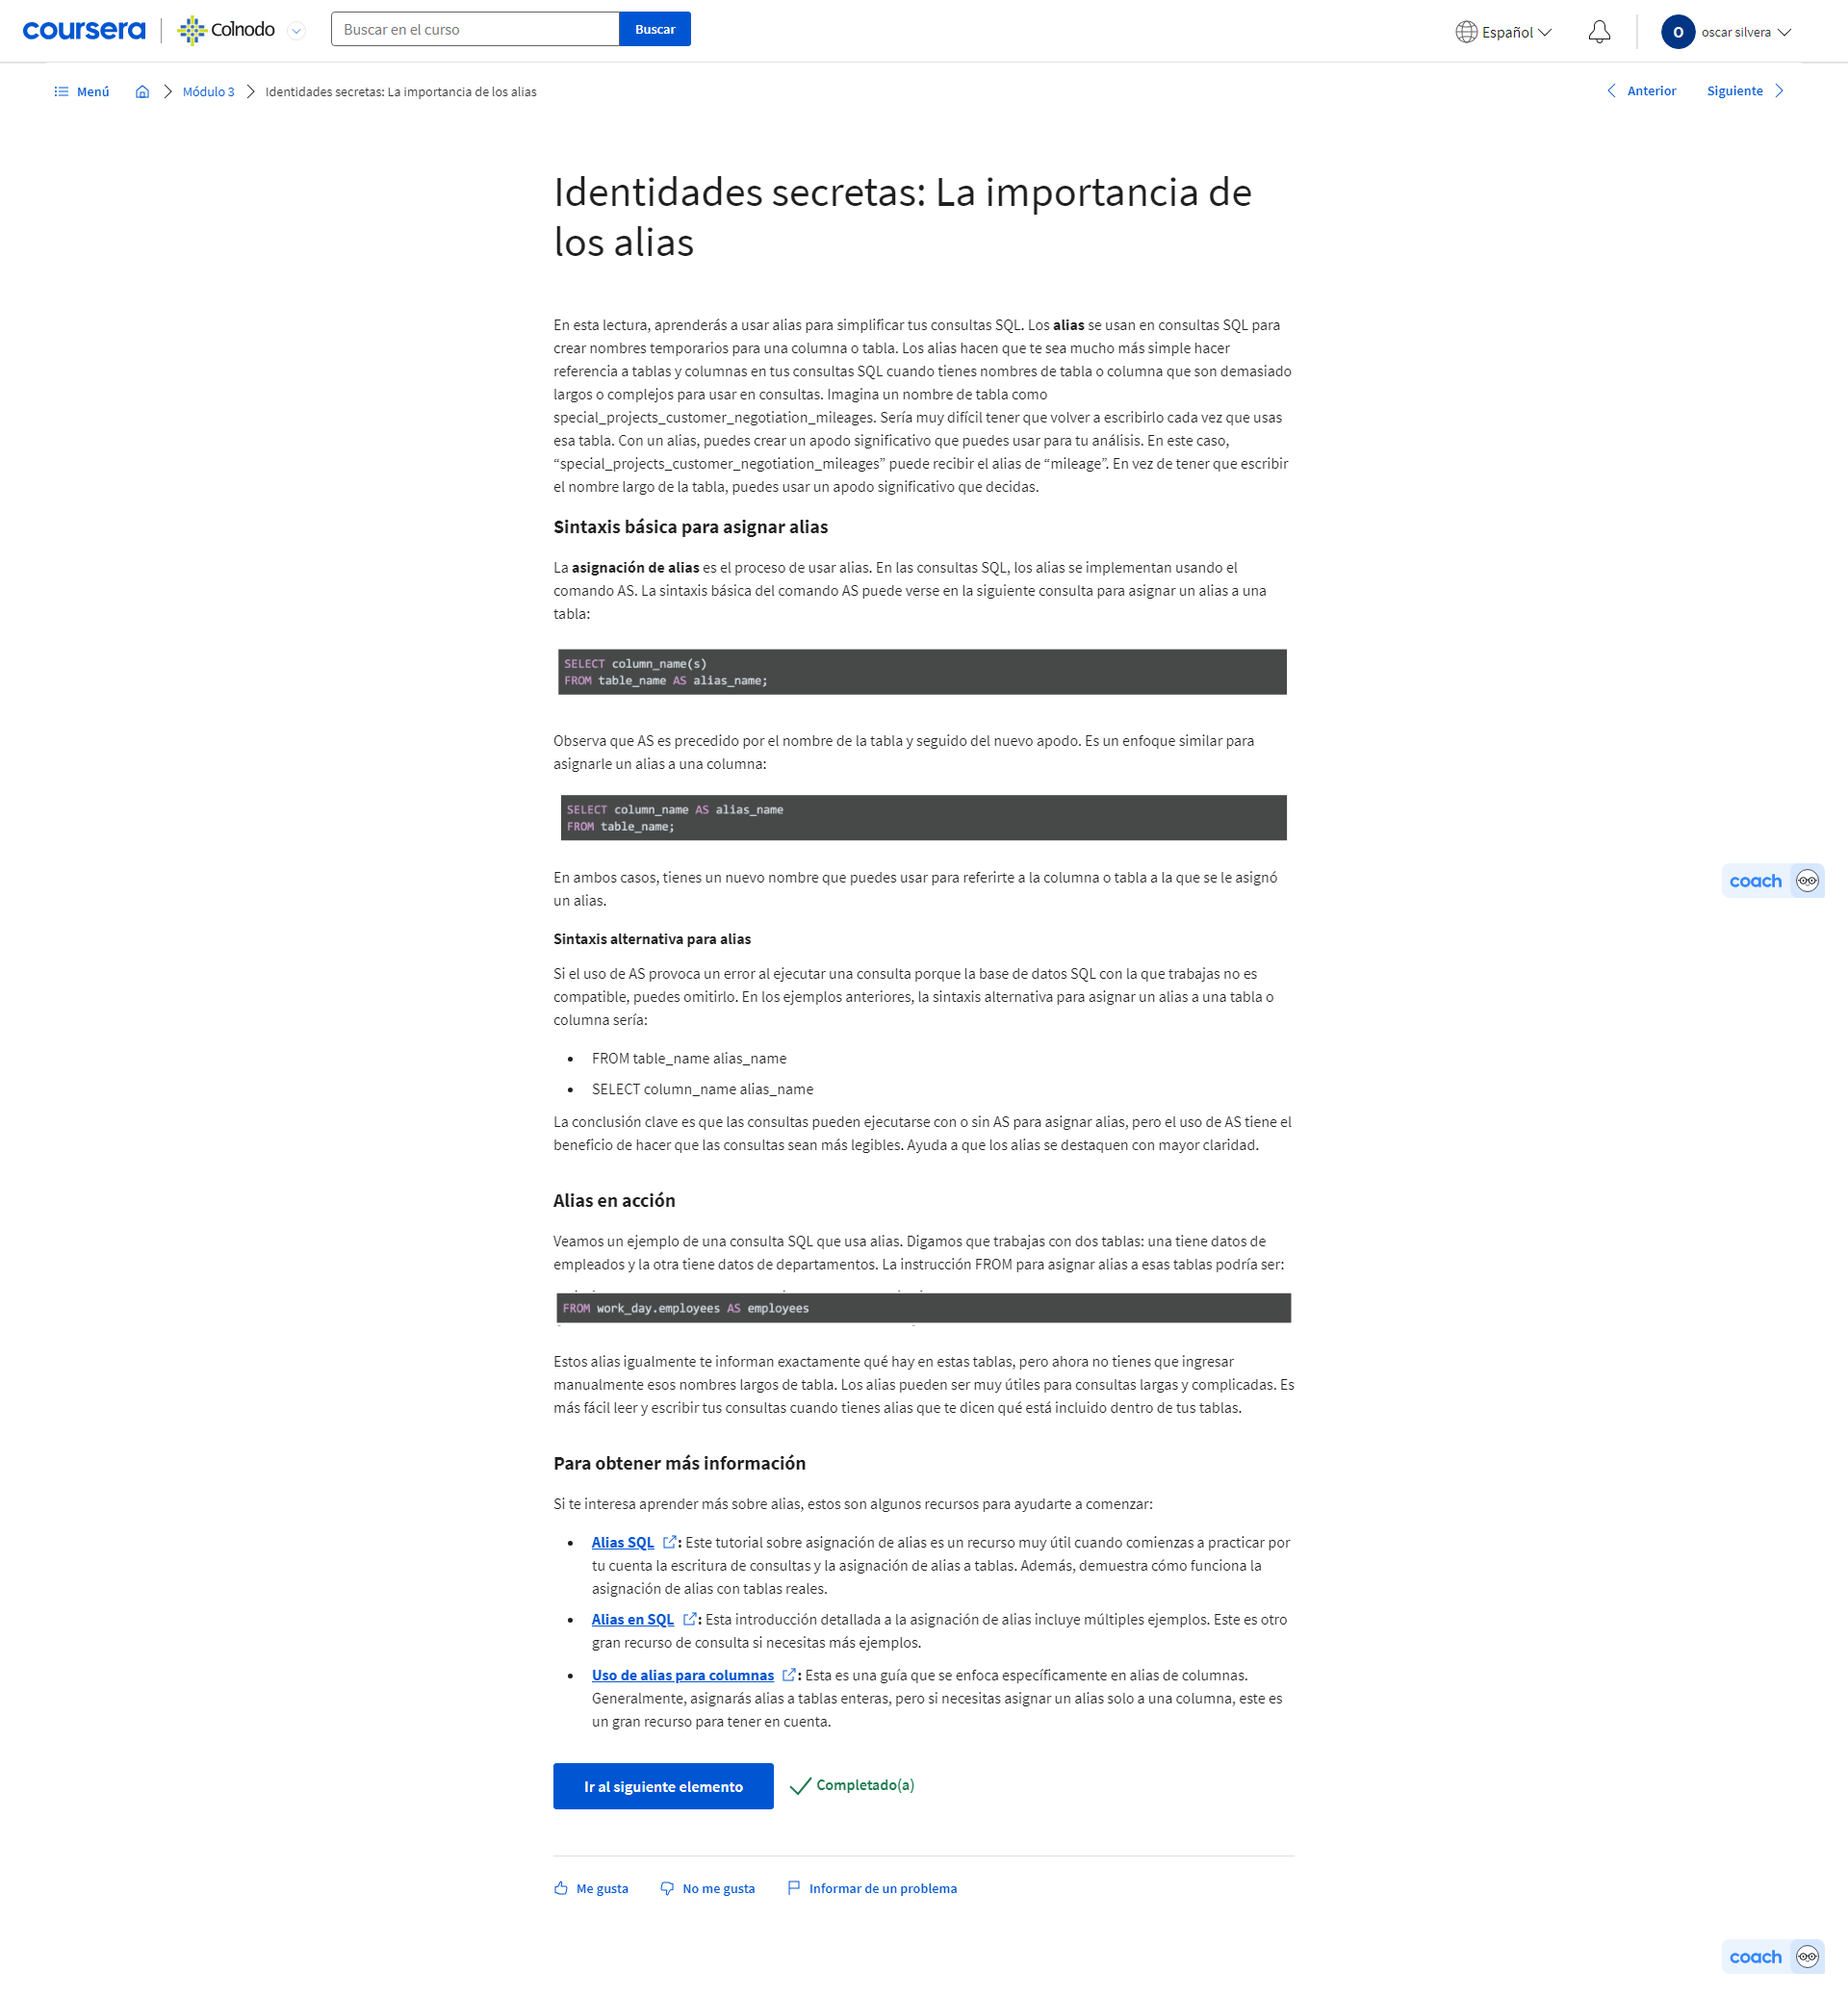 coursera
Colnodo
Buscar en el curso
Buscar
Español
O
oscar silvera
Menú
Módulo 3
Identidades secretas: La importancia de los alias
Anterior
Siguiente
Identidades secretas: La importancia de
los alias
En esta lectura, aprenderás a usar alias para simplificar tus consultas SQL. Los alias se usan en consultas SQL para
crear nombres temporarios para una columna o tabla. Los alias hacen que te sea mucho más simple hacer
referencia a tablas y columnas en tus consultas SQL cuando tienes nombres de tabla o columna que son demasiado
largos o complejos para usar en consultas. Imagina un nombre de tabla como
special_projects_customer_negotiation_mileages. Sería muy difícil tener que volver a escribirlo cada vez que usas
esa tabla. Con un alias, puedes crear un apodo significativo que puedes usar para tu análisis. En este caso,
“special_projects_customer_negotiation_mileages” puede recibir el alias de “mileage”. En vez de tener que escribir
el nombre largo de la tabla, puedes usar un apodo significativo que decidas.
Sintaxis básica para asignar alias
La asignación de alias es el proceso de usar alias. En las consultas SQL, los alias se implementan usando el
comando AS. La sintaxis básica del comando AS puede verse en la siguiente consulta para asignar un alias a una
tabla:
SELECT column_name(s)
FROM table_name AS alias_name;
Observa que AS es precedido por el nombre de la tabla y seguido del nuevo apodo. Es un enfoque similar para
asignarle un alias a una columna:
SELECT column_name AS alias_name
FROM table_name;
En ambos casos, tienes un nuevo nombre que puedes usar para referirte a la columna o tabla a la que se le asignó
un alias.
coach
Sintaxis alternativa para alias
Si el uso de AS provoca un error al ejecutar una consulta porque la base de datos SQL con la que trabajas no es
compatible, puedes omitirlo. En los ejemplos anteriores, la sintaxis alternativa para asignar un alias a una tabla o
columna sería:
• FROM table_name alias_name
• SELECT column_name alias_name
La conclusión clave es que las consultas pueden ejecutarse con o sin AS para asignar alias, pero el uso de AS tiene el
beneficio de hacer que las consultas sean más legibles. Ayuda a que los alias se destaquen con mayor claridad.
Alias en acción
Veamos un ejemplo de una consulta SQL que usa alias. Digamos que trabajas con dos tablas: una tiene datos de
empleados y la otra tiene datos de departamentos. La instrucción FROM para asignar alias a esas tablas podría ser:
FROM work_day.employees AS employees
Estos alias igualmente te informan exactamente qué hay en estas tablas, pero ahora no tienes que ingresar
manualmente esos nombres largos de tabla. Los alias pueden ser muy útiles para consultas largas y complicadas. Es
más fácil leer y escribir tus consultas cuando tienes alias que te dicen qué está incluido dentro de tus tablas.
Para obtener más información
Si te interesa aprender más sobre alias, estos son algunos recursos para ayudarte a comenzar:
• Alias SQL : Este tutorial sobre asignación de alias es un recurso muy útil cuando comienzas a practicar por
tu cuenta la escritura de consultas y la asignación de alias a tablas. Además, demuestra cómo funciona la
asignación de alias con tablas reales.
• Alias en SQL : Esta introducción detallada a la asignación de alias incluye múltiples ejemplos. Este es otro
gran recurso de consulta si necesitas más ejemplos.
• Uso de alias para columnas : Esta es una guía que se enfoca específicamente en alias de columnas.
Generalmente, asignarás alias a tablas enteras, pero si necesitas asignar un alias solo a una columna, este es
un gran recurso para tener en cuenta.
Ir al siguiente elemento
Completado(a)
Me gusta
No me gusta
Informar de un problema
coach